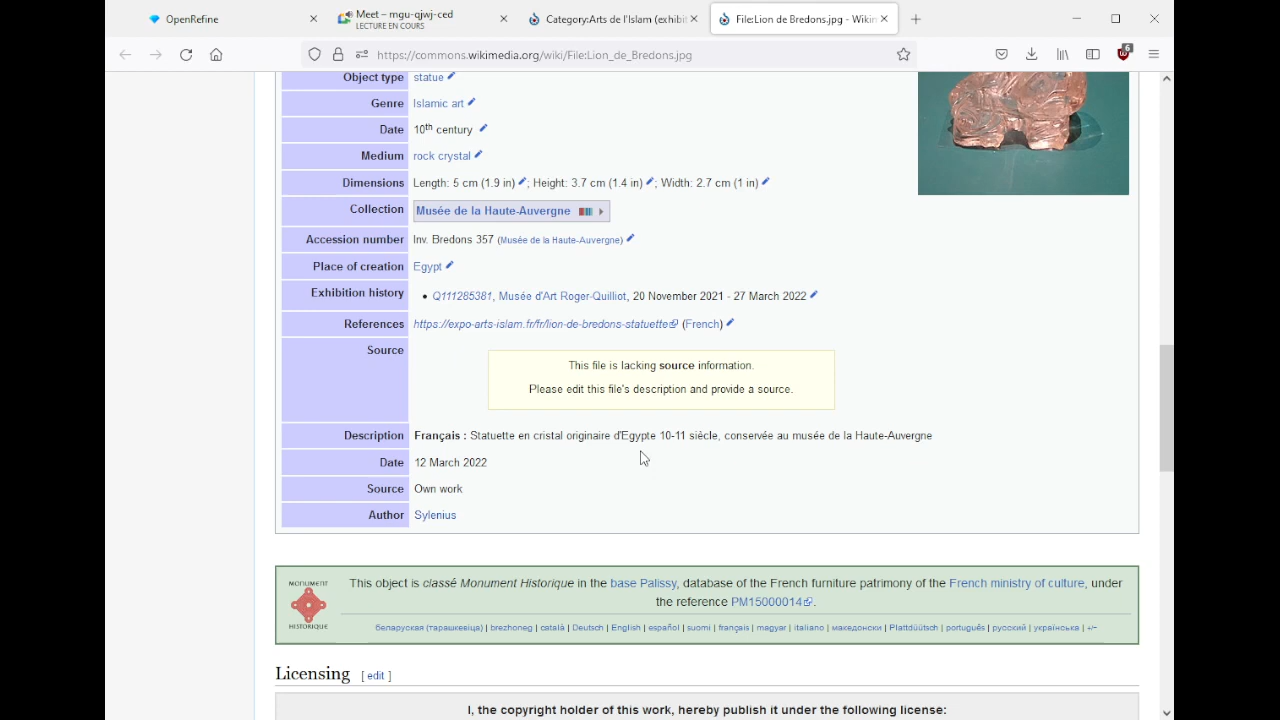 OpenRefine
Meet – mgu-qjwj-ced
LECTURE EN COURS
Category:Arts de l'Islam (exhibit
File:Lion de Bredons.jpg - Wikin
6
https://commons.wikimedia.org/wiki/File:Lion_de_Bredons.jpg
Object type statue
Genre Islamic art
Date 10th century
Medium rock crystal
Dimensions Length: 5 cm (1.9 in) ; Height: 3.7 cm (1.4 in) ; Width: 2.7 cm (1 in)
Collection Musée de la Haute-Auvergne
Accession number Inv. Bredons 357 (Musée de la Haute-Auvergne)
Place of creation Egypt
Exhibition history • Q111285381, Musée d'Art Roger-Quilliot, 20 November 2021 - 27 March 2022
References https://expo-arts-islam.fr/fr/lion-de-bredons-statuette (French)
Source
This file is lacking source information.
Please edit this file's description and provide a source.
Description Français : Statuette en cristal originaire d'Egypte 10-11 siècle, conservée au musée de la Haute-Auvergne
Date 12 March 2022
Source Own work
Author Sylenius
MONUMENT
HISTORIQUE
This object is classé Monument Historique in the base Palissy, database of the French furniture patrimony of the French ministry of culture, under
the reference PM15000014.
беларуская (тарашкевіца) | brezhoneg | català | Deutsch | English | español | suomi | français | magyar | italiano | македонски | Plattdüütsch | português | русский | українська | +/−
Licensing [ edit ]
I, the copyright holder of this work, hereby publish it under the following license: